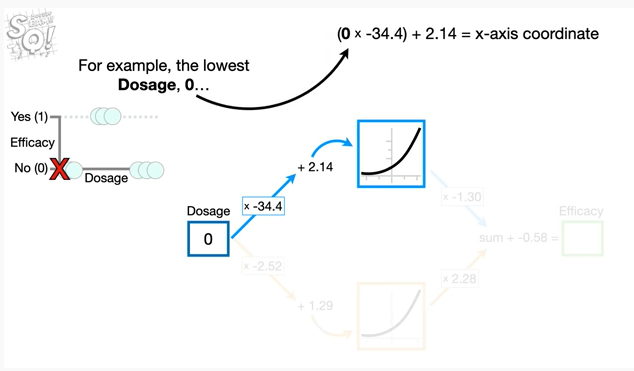 (0 x -34.4) + 2.14 = x-axis coordinate
For example, the lowest
Dosage, 0…
Yes (1)
Efficacy
No (0)
Dosage
+ 2.14
x -34.4
Dosage
0
x -1.30
Efficacy
sum + -0.58 =
x -2.52
x 2.28
+ 1.29
SQ!